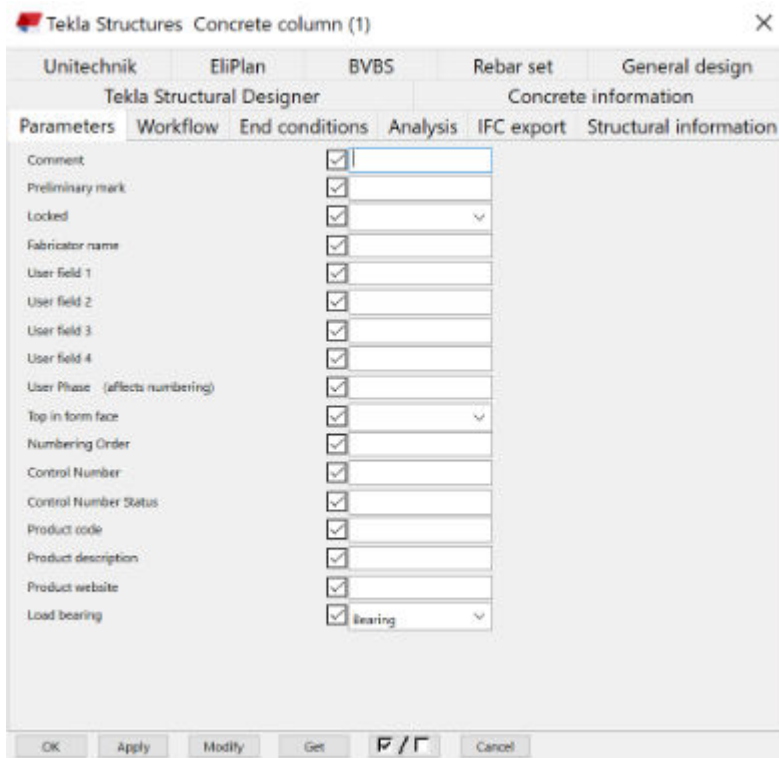 Tekla Structures Concrete column (1)
Unitechnik EliPlan BVBS Rebar set General design
Tekla Structural Designer Concrete information
Parameters Workflow End conditions Analysis IFC export Structural information
Comment
Preliminary mark
Locked
Fabricator name
User field 1
User field 2
User field 3
User field 4
User Phase (affects numbering)
Top in form face
Numbering Order
Control Number
Control Number Status
Product code
Product description
Product website
Load bearing Bearing
OK Apply Modify Get / Cancel